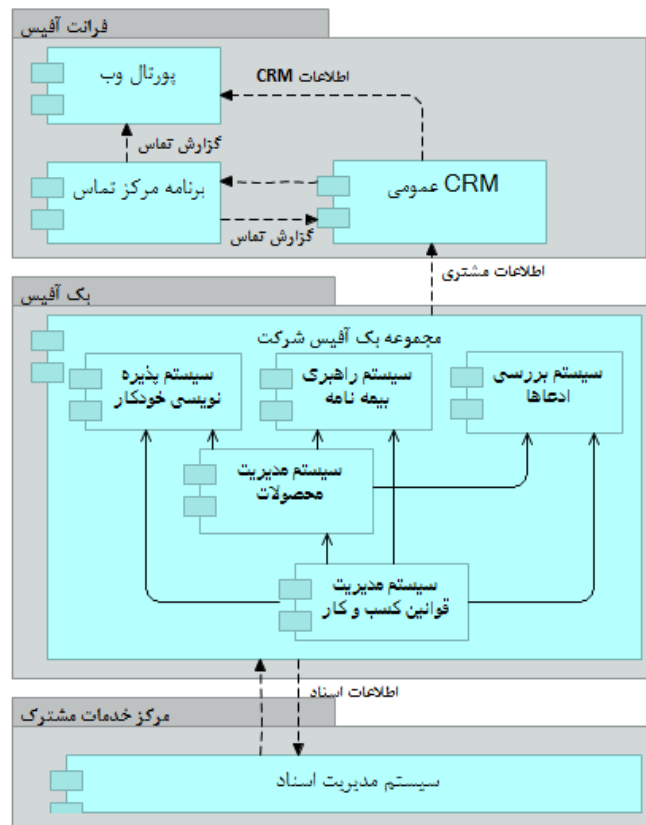 فرانت آفیس
پورتال وب
اطلاعات CRM
گزارش تماس
برنامه مرکز تماس
CRM عمومی
گزارش تماس
اطلاعات مشتری
بک آفیس
مجموعه بک آفیس شرکت
سیستم پذیره
نویسی خودکار
سیستم راهبری
بیمه نامه
سیستم بررسی
ادعاها
سیستم مدیریت
محصولات
سیستم مدیریت
قوانین کسب و کار
اطلاعات اسناد
مرکز خدمات مشترک
سیستم مدیریت اسناد